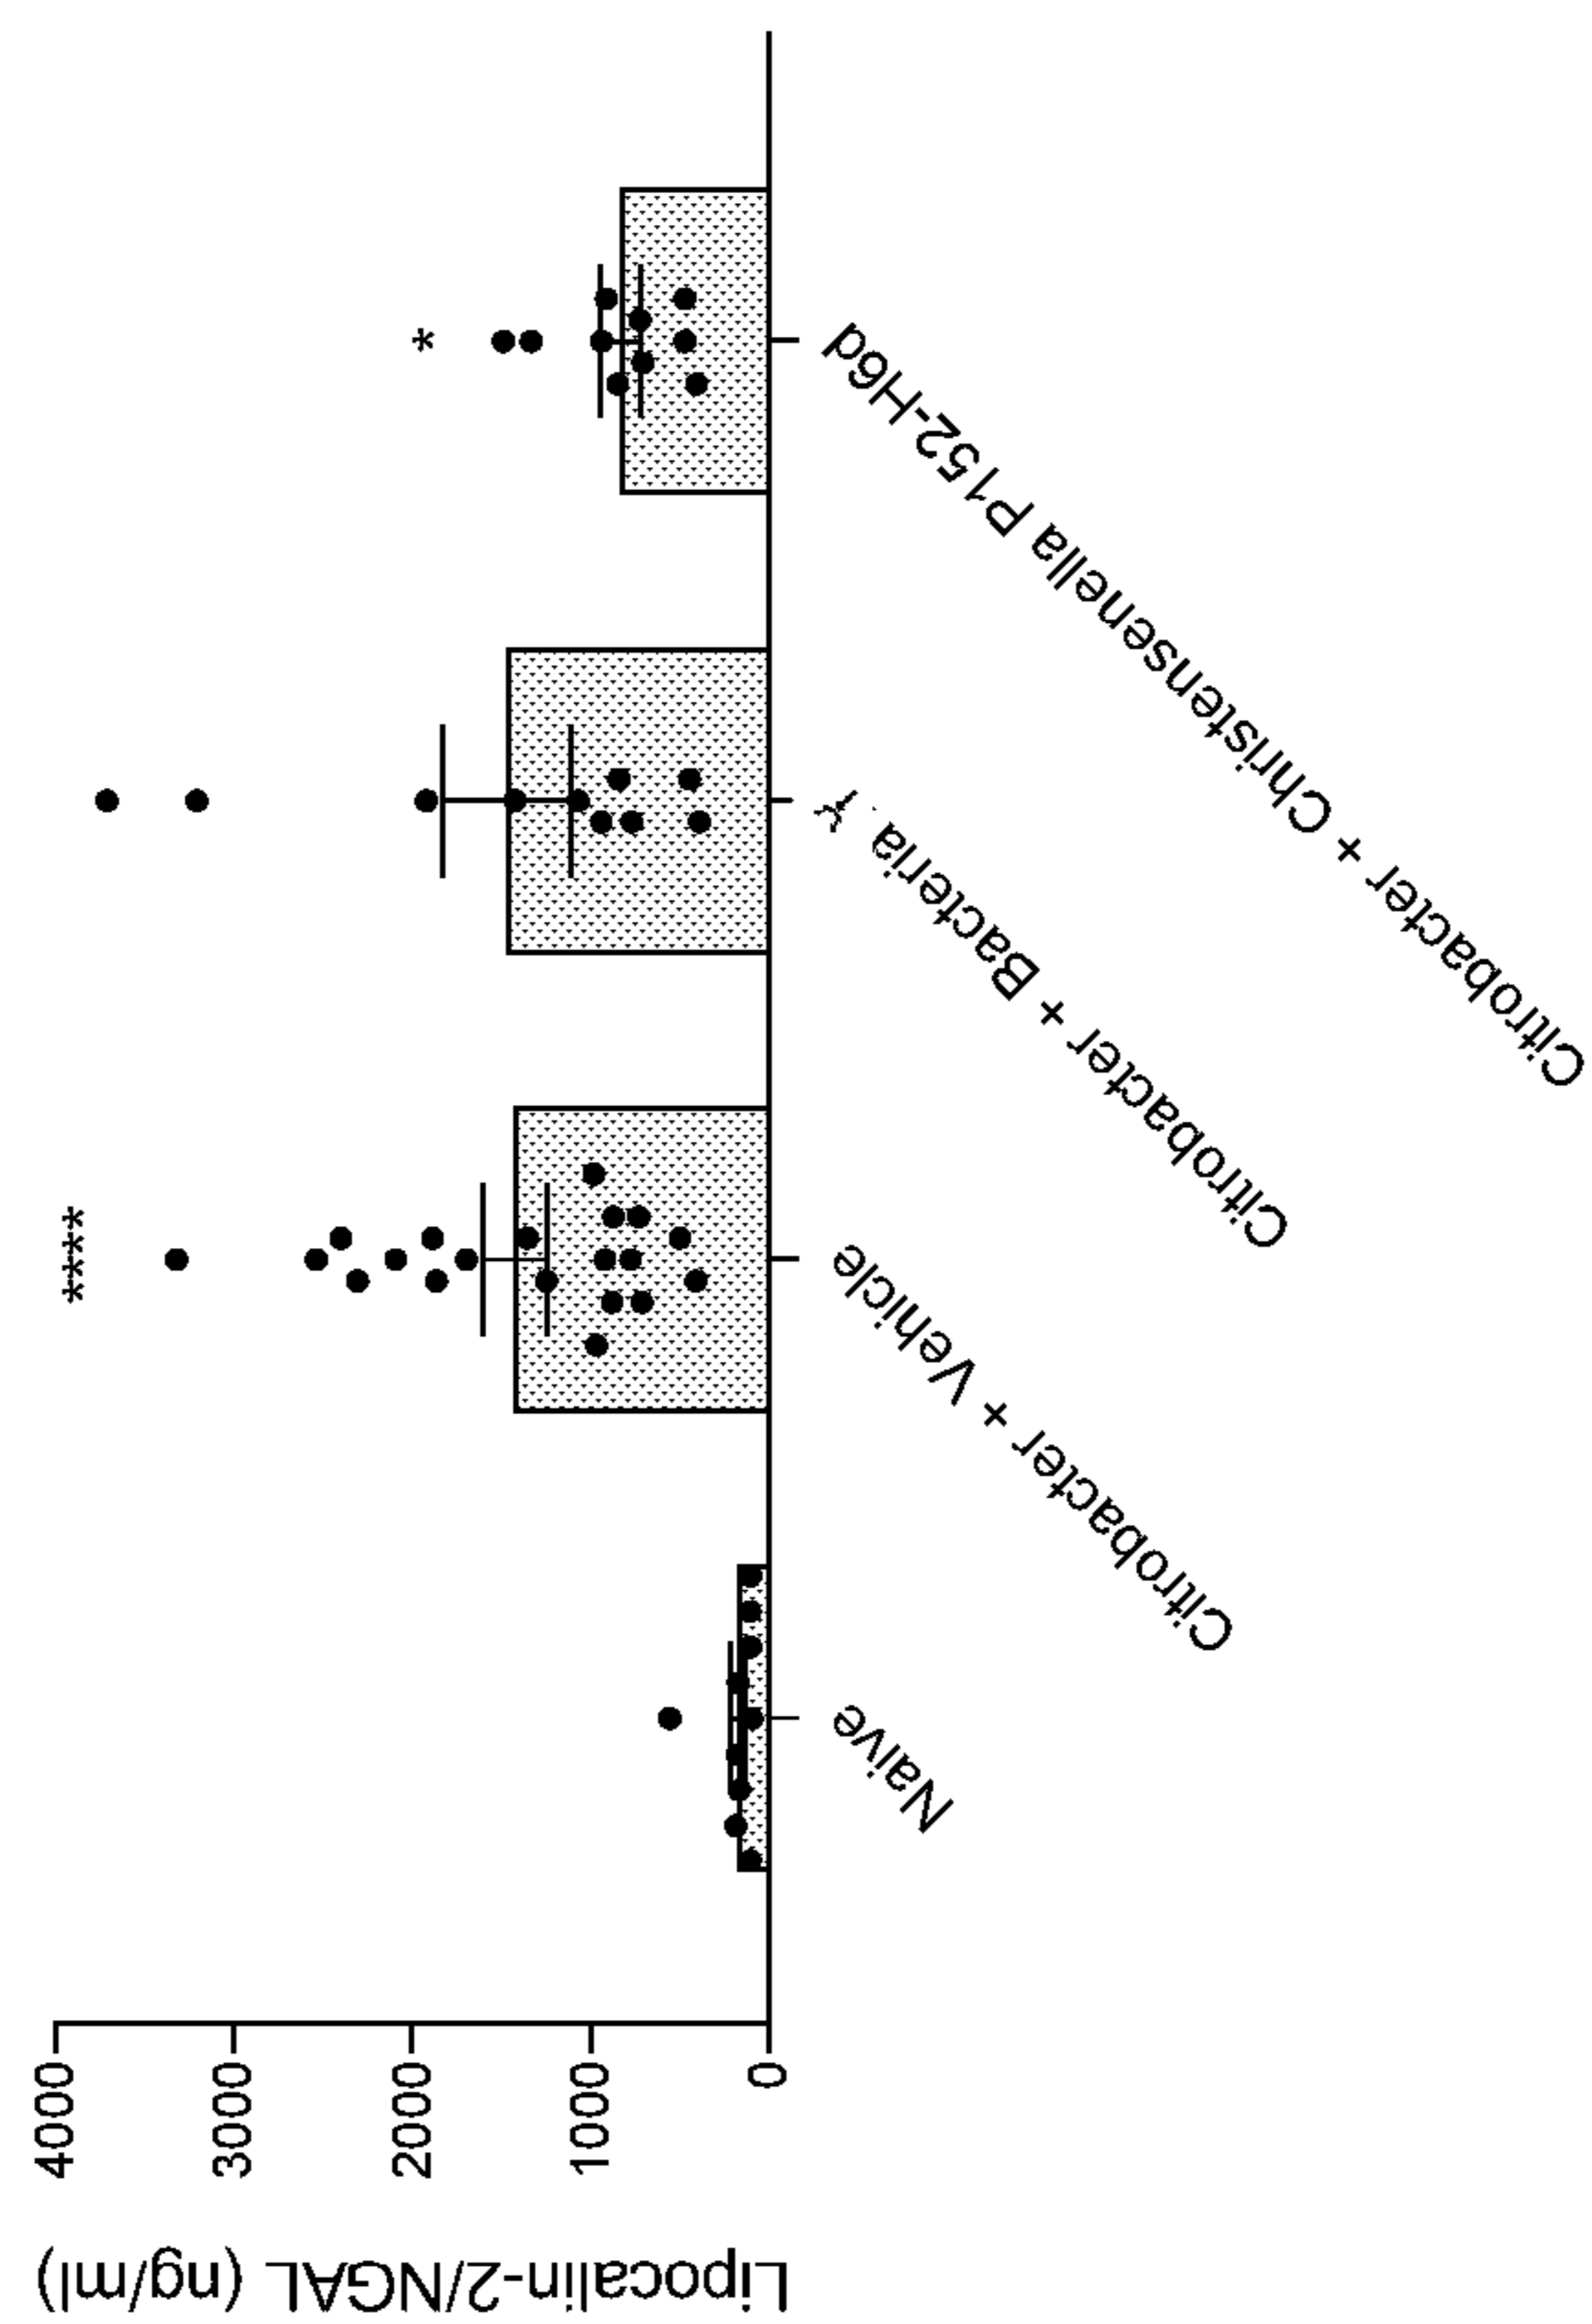 Lipocalin-2/NGAL (ng/ml)
4000
3000
2000
1000
0
****
*
Naive
Citrobacter + Vehicle
Citrobacter + Bacteria Y
Citrobacter + Christensenella P152-H6d